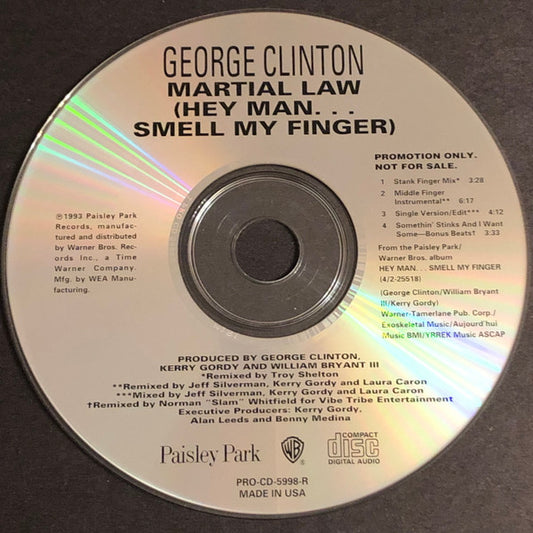 GEORGE CLINTON
MARTIAL LAW
(HEY MAN. . .
SMELL MY FINGER)
PROMOTION ONLY.
NOT FOR SALE.
1 Stank Finger Mix* 3:28
2 Middle Finger
Instrumental** 6:17
3 Single Version/Edit*** 4:12
4 Somethin' Stinks And I Want
Some—Bonus Beats† 3:33
From the Paisley Park/
Warner Bros. album
HEY MAN. . . SMELL MY FINGER
(4/2-25518)
(George Clinton/William Bryant
III/Kerry Gordy)
Warner-Tamerlane Pub. Corp./
Exoskeletal Music/Aujourd'hui
Music BMI/YRREK Music ASCAP
℗1993 Paisley Park
Records, manufac-
tured and distributed
by Warner Bros. Rec-
ords Inc., a Time
Warner Company.
Mfg. by WEA Manu-
facturing.
PRODUCED BY GEORGE CLINTON,
KERRY GORDY AND WILLIAM BRYANT III
*Remixed by Troy Shelton
**Remixed by Jeff Silverman, Kerry Gordy and Laura Caron
***Mixed by Jeff Silverman, Kerry Gordy and Laura Caron
†Remixed by Norman "Slam" Whitfield for Vibe Tribe Entertainment
Executive Producers: Kerry Gordy,
Alan Leeds and Benny Medina
Paisley Park
WB
COMPACT
disc
DIGITAL AUDIO
PRO-CD-5998-R
MADE IN USA